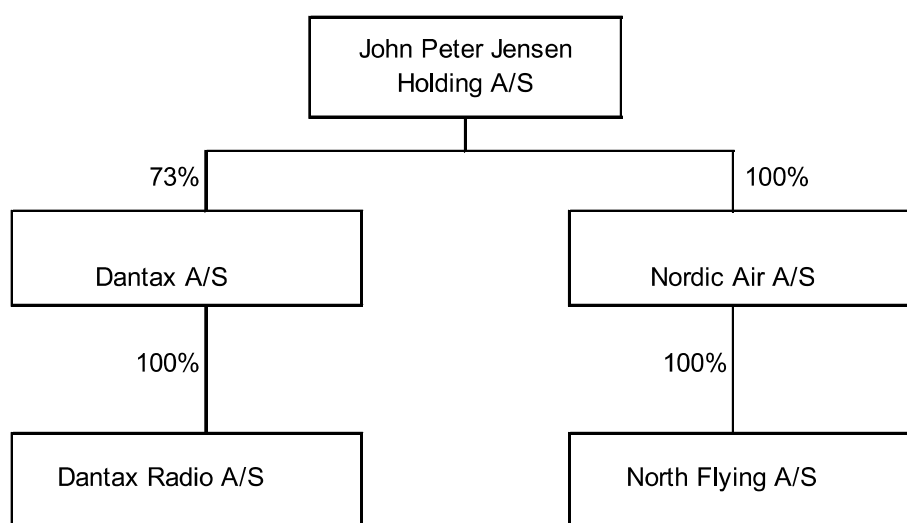 John Peter Jensen
Holding A/S
73%
100%
Dantax A/S
Nordic Air A/S
100%
100%
Dantax Radio A/S
North Flying A/S